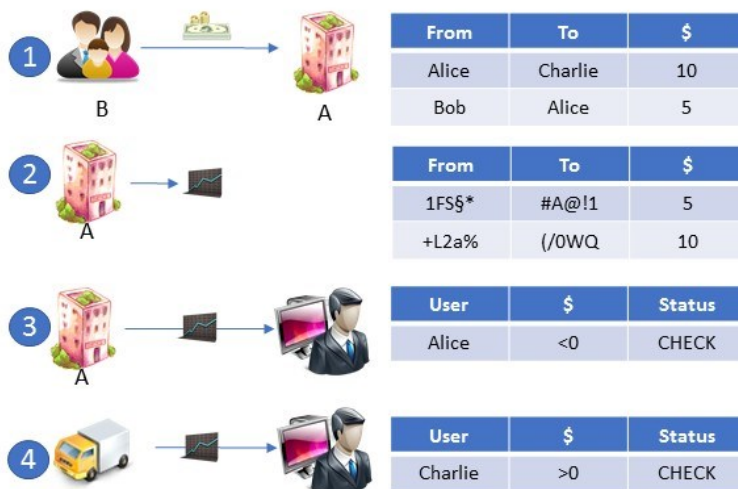 1
B
A
From To $
Alice Charlie 10
Bob Alice 5
2
A
From To $
1FS§* #A@!1 5
+L2a% (/0WQ 10
3
A
User $ Status
Alice <0 CHECK
4
User $ Status
Charlie >0 CHECK